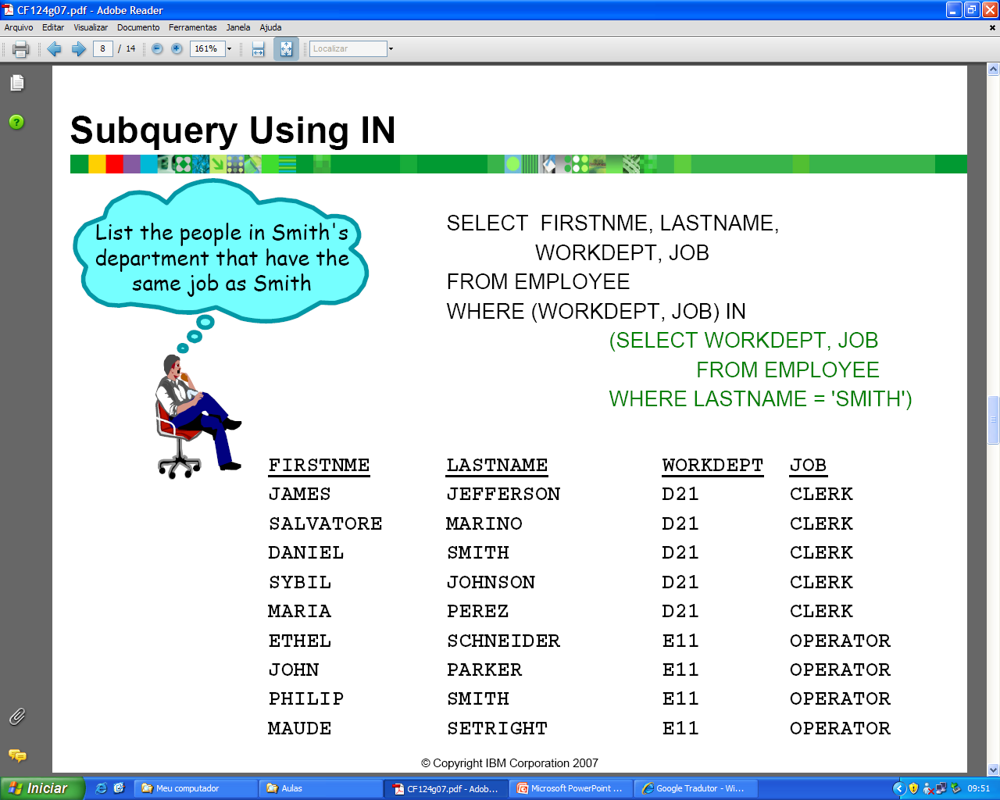 CF124g07.pdf - Adobe Reader
Arquivo Editar Visualizar Documento Ferramentas Janela Ajuda
8 / 14 161% Localizar
Subquery Using IN
List the people in Smith's
department that have the
same job as Smith
SELECT FIRSTNME, LASTNAME,
WORKDEPT, JOB
FROM EMPLOYEE
WHERE (WORKDEPT, JOB) IN
(SELECT WORKDEPT, JOB
FROM EMPLOYEE
WHERE LASTNAME = 'SMITH')
FIRSTNME LASTNAME WORKDEPT JOB
JAMES JEFFERSON D21 CLERK
SALVATORE MARINO D21 CLERK
DANIEL SMITH D21 CLERK
SYBIL JOHNSON D21 CLERK
MARIA PEREZ D21 CLERK
ETHEL SCHNEIDER E11 OPERATOR
JOHN PARKER E11 OPERATOR
PHILIP SMITH E11 OPERATOR
MAUDE SETRIGHT E11 OPERATOR
© Copyright IBM Corporation 2007
Iniciar Meu computador Aulas CF124g07.pdf - Adob... Microsoft PowerPoint ... Google Tradutor - Wi... 09:51